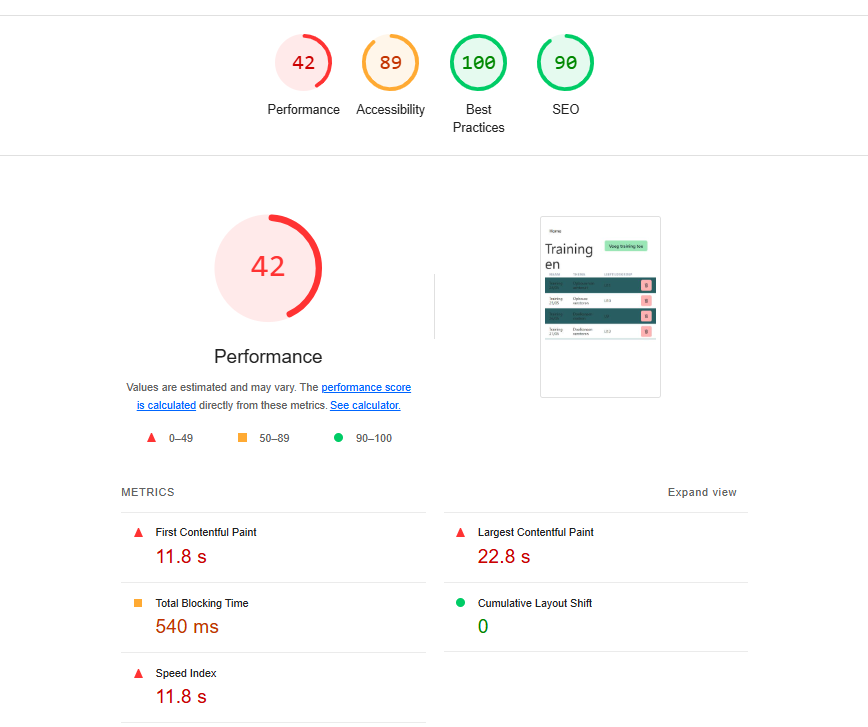 42 89 100 90
Performance Accessibility Best Practices SEO
Home
Training
en
Voeg training toe
42
Performance
Values are estimated and may vary. The performance score
is calculated directly from these metrics. See calculator.
0–49 50–89 90–100
METRICS Expand view
First Contentful Paint
11.8 s
Largest Contentful Paint
22.8 s
Total Blocking Time
540 ms
Cumulative Layout Shift
0
Speed Index
11.8 s